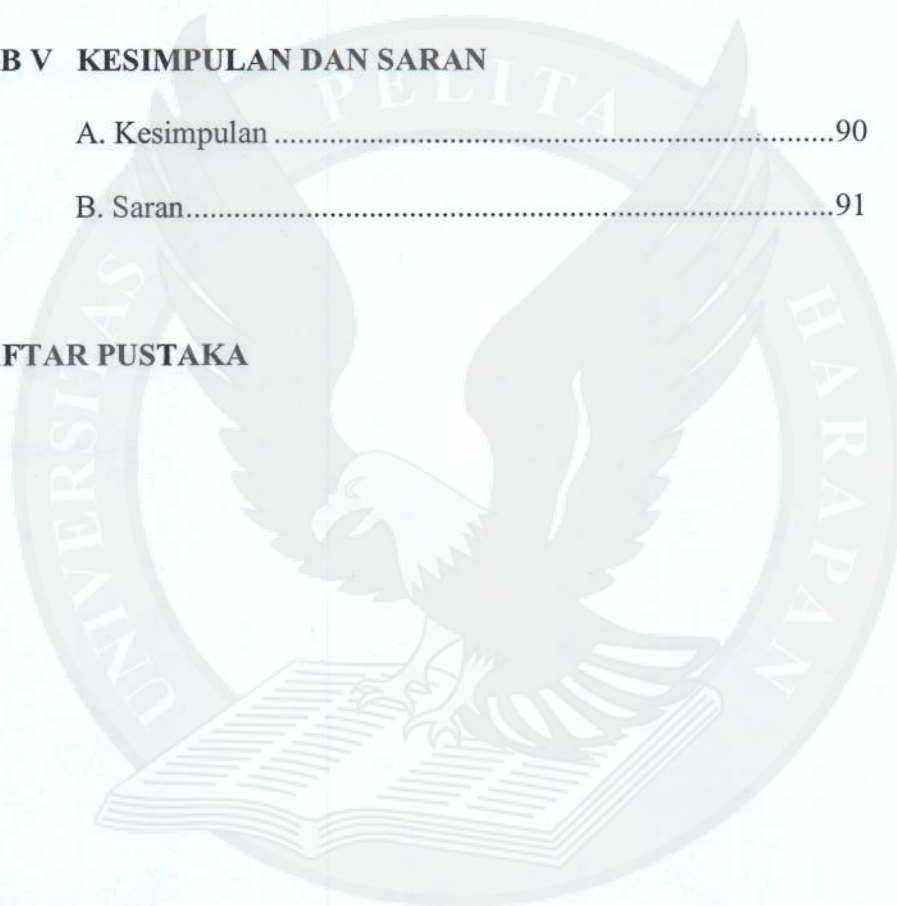 B V KESIMPULAN DAN SARAN
A. Kesimpulan ........................................................................90
B. Saran...................................................................................91
FTAR PUSTAKA
UNIVERSITAS PELITA HARAPAN